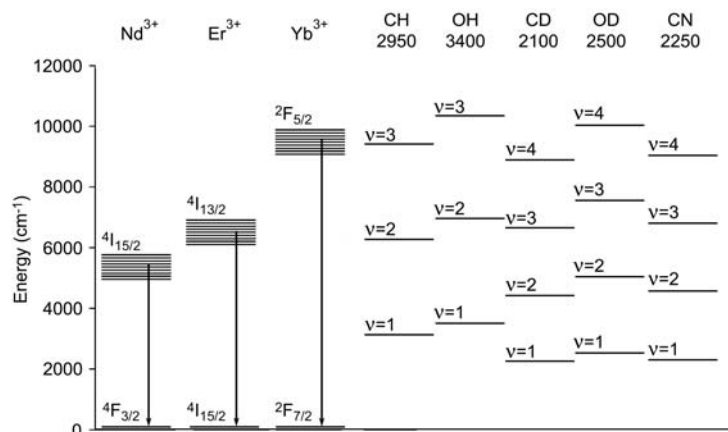 Nd³⁺ Er³⁺ Yb³⁺ CH OH CD OD CN
2950 3400 2100 2500 2250
12000
10000
8000
6000
4000
2000
0
Energy (cm⁻¹)
⁴I₁₅/₂
⁴F₃/₂
⁴I₁₃/₂
⁴I₁₅/₂
²F₅/₂
²F₇/₂
ν=3
ν=2
ν=1
ν=3
ν=2
ν=1
ν=4
ν=3
ν=2
ν=1
ν=4
ν=3
ν=2
ν=1
ν=4
ν=3
ν=2
ν=1